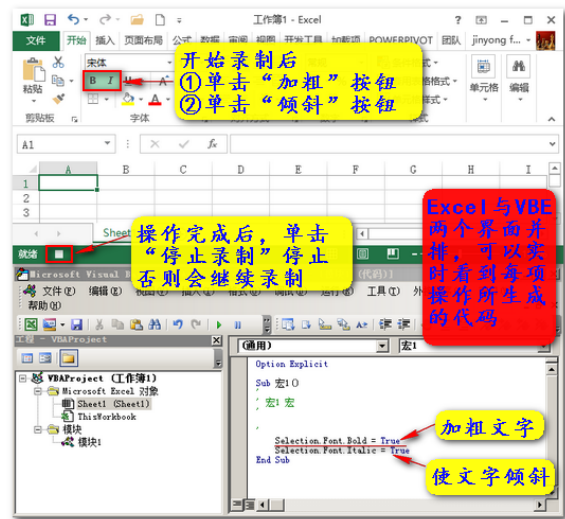 工作簿1 - Excel
文件 开始 插入 页面布局 公式 数据 审阅 视图 开发工具 加载项 POWERPIVOT 团队 jinyong f...
宋体
B I U
粘贴
单元格 编辑
剪贴板 字体
开始录制后
①单击“加粗”按钮
②单击“倾斜”按钮
A1 fx
A B C D E F G H I
1
2
3
Sheet
就绪
操作完成后,单击
“停止录制”停止
否则会继续录制
Excel与VBE
两个界面并
排,可以实
时看到每项
操作所生成
的代码
Microsoft Visual B
文件(F) 编辑(E) 工具(T)
帮助(H)
工程 - VBAProject
(通用) 宏1
VBAProject (工作簿1)
Microsoft Excel 对象
Sheet1 (Sheet1)
ThisWorkbook
模块
模块1
Option Explicit
Sub 宏1()
'
' 宏1 宏
'
'
Selection.Font.Bold = True
Selection.Font.Italic = True
End Sub
加粗文字
使文字倾斜